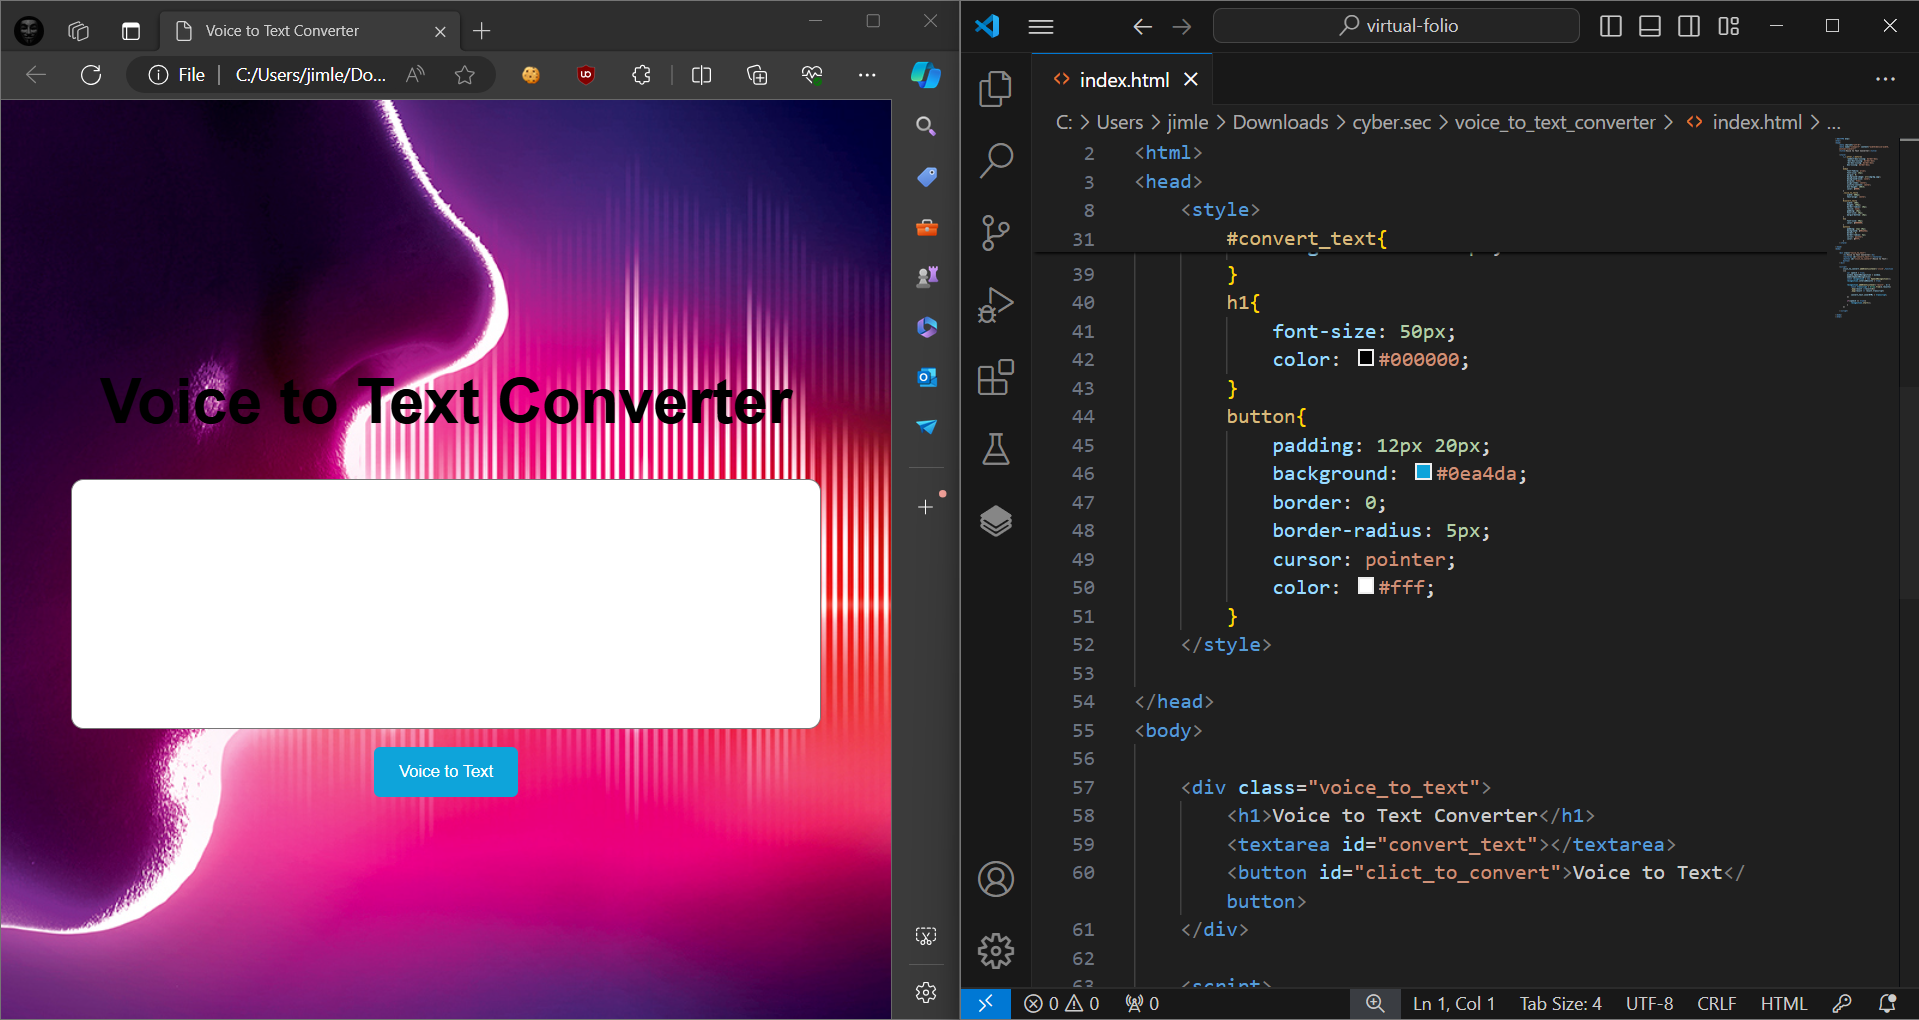 Voice to Text Converter
File
C:/Users/jimle/Do...
Voice to Text Converter
Voice to Text
virtual-folio
index.html
C: > Users > jimle > Downloads > cyber.sec > voice_to_text_converter > index.html > ...
2 <html>
3 <head>
8 <style>
31 #convert_text{
39 }
40 h1{
41 font-size: 50px;
42 color: #000000;
43 }
44 button{
45 padding: 12px 20px;
46 background: #0ea4da;
47 border: 0;
48 border-radius: 5px;
49 cursor: pointer;
50 color: #fff;
51 }
52 </style>
53
54 </head>
55 <body>
56
57 <div class="voice_to_text">
58 <h1>Voice to Text Converter</h1>
59 <textarea id="convert_text"></textarea>
60 <button id="clict_to_convert">Voice to Text</
button>
61 </div>
62
63 <script>
0 0 0 Ln 1, Col 1 Tab Size: 4 UTF-8 CRLF HTML